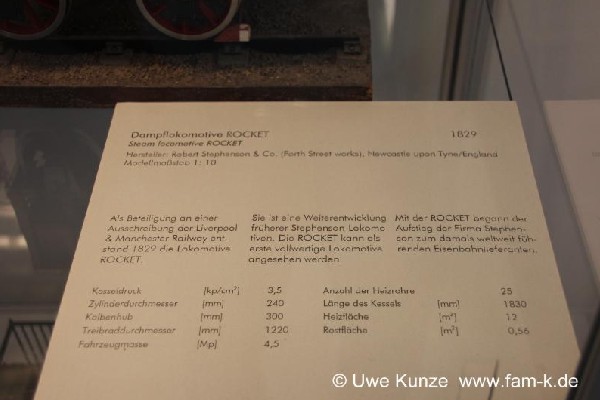 Dampflokomotive ROCKET 1829
Steam locomotive ROCKET
Hersteller: Robert Stephenson & Co. (Forth Street works), Newcastle upon Tyne/England
Modellmaßstab 1: 10
Als Beteiligung an einer
Ausschreibung der Liverpool
& Manchester Railway ent-
stand 1829 die Lokomotive
ROCKET.
Sie ist eine Weiterentwicklung
früherer Stephenson Lokomo-
tiven. Die ROCKET kann als
erste vollwertige Lokomotive
angesehen werden.
Mit der ROCKET begann der
Aufstieg der Firma Stephen-
son zum damals weltweit füh-
renden Eisenbahnlieferanten.
Kesseldruck [kp/cm²] 3,5
Zylinderdurchmesser [mm] 240
Kolbenhub [mm] 300
Treibraddurchmesser [mm] 1220
Fahrzeugmasse [Mp] 4,5
Anzahl der Heizrohre 25
Länge des Kessels [mm] 1830
Heizfläche [m²] 12
Rostfläche [m²] 0,56
© Uwe Kunze www.fam-k.de